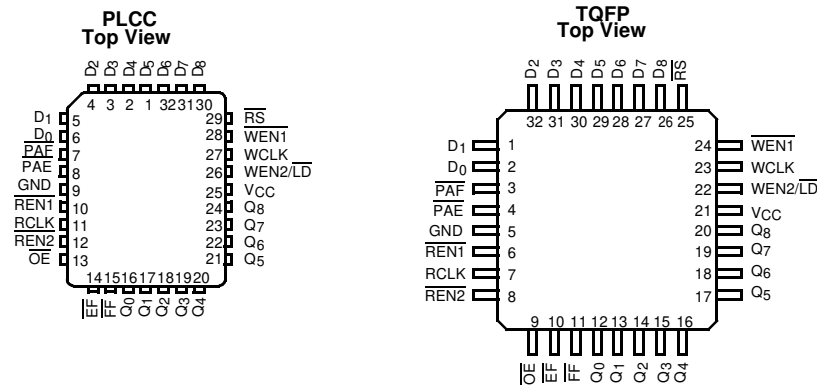 PLCC
Top View
D2 D3 D4 D5 D6 D7 D8
4 3 2 1 32 31 30
D1 5
D0 6
PAF 7
PAE 8
GND 9
REN1 10
RCLK 11
REN2 12
OE 13
29 RS
28 WEN1
27 WCLK
26 WEN2/LD
25 VCC
24 Q8
23 Q7
22 Q6
21 Q5
14 15 16 17 18 19 20
EF FF Q0 Q1 Q2 Q3 Q4
TQFP
Top View
D2 D3 D4 D5 D6 D7 D8 RS
32 31 30 29 28 27 26 25
D1 1
D0 2
PAF 3
PAE 4
GND 5
REN1 6
RCLK 7
REN2 8
24 WEN1
23 WCLK
22 WEN2/LD
21 VCC
20 Q8
19 Q7
18 Q6
17 Q5
9 10 11 12 13 14 15 16
OE EF FF Q0 Q1 Q2 Q3 Q4